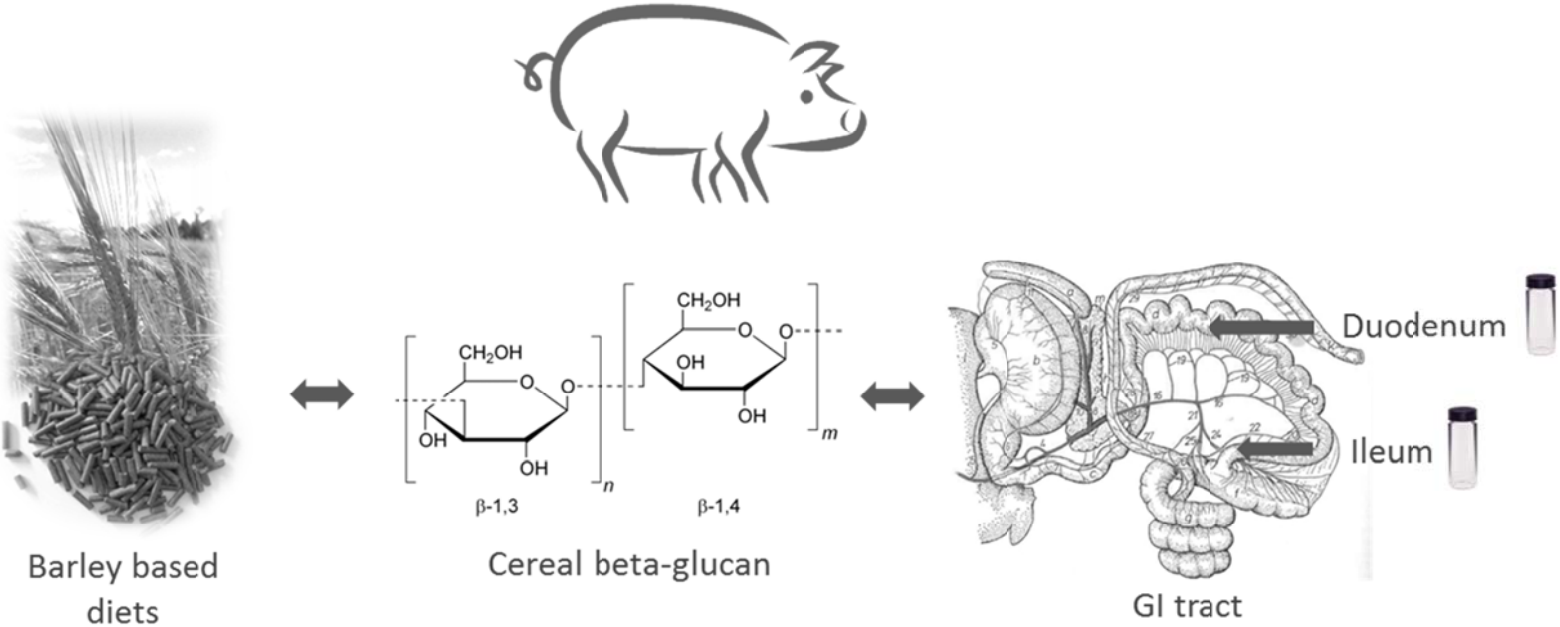 CH₂OH
O
O
OH
OH
m
CH₂OH
O
O
OH
OH
n
β-1,3
β-1,4
Duodenum
Ileum
Barley based
diets
Cereal beta-glucan
GI tract